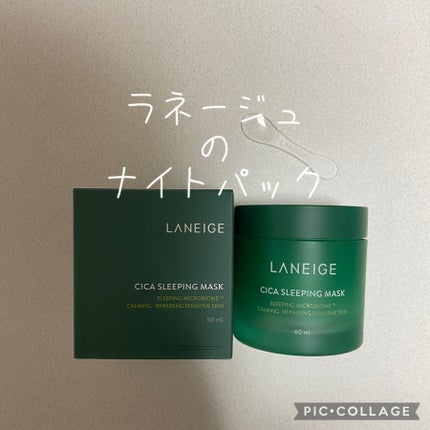 ラネージュ
の
ナイトパック
LANEIGE
CICA SLEEPING MASK
SLEEPING MICROBIOME™
CALMING · REPAIRING SENSITIVE SKIN
60 mL
LANEIGE
CICA SLEEPING MASK
SLEEPING MICROBIOME™
CALMING · REPAIRING SENSITIVE SKIN
60 ml
PIC•COLLAGE